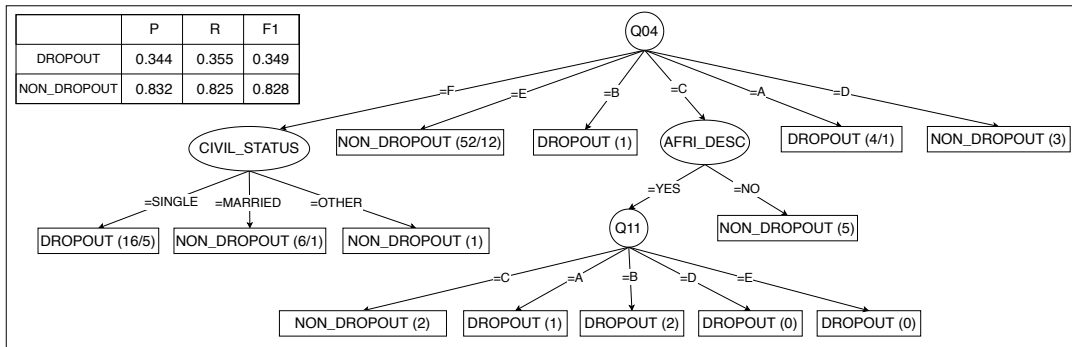 P R F1
DROPOUT 0.344 0.355 0.349
NON_DROPOUT 0.832 0.825 0.828
Q04
=F =E =B =C =A =D
CIVIL_STATUS NON_DROPOUT (52/12) DROPOUT (1) AFRI_DESC DROPOUT (4/1) NON_DROPOUT (3)
=SINGLE =MARRIED =OTHER =YES =NO
DROPOUT (16/5) NON_DROPOUT (6/1) NON_DROPOUT (1) Q11 NON_DROPOUT (5)
=C =A =B =D =E
NON_DROPOUT (2) DROPOUT (1) DROPOUT (2) DROPOUT (0) DROPOUT (0)